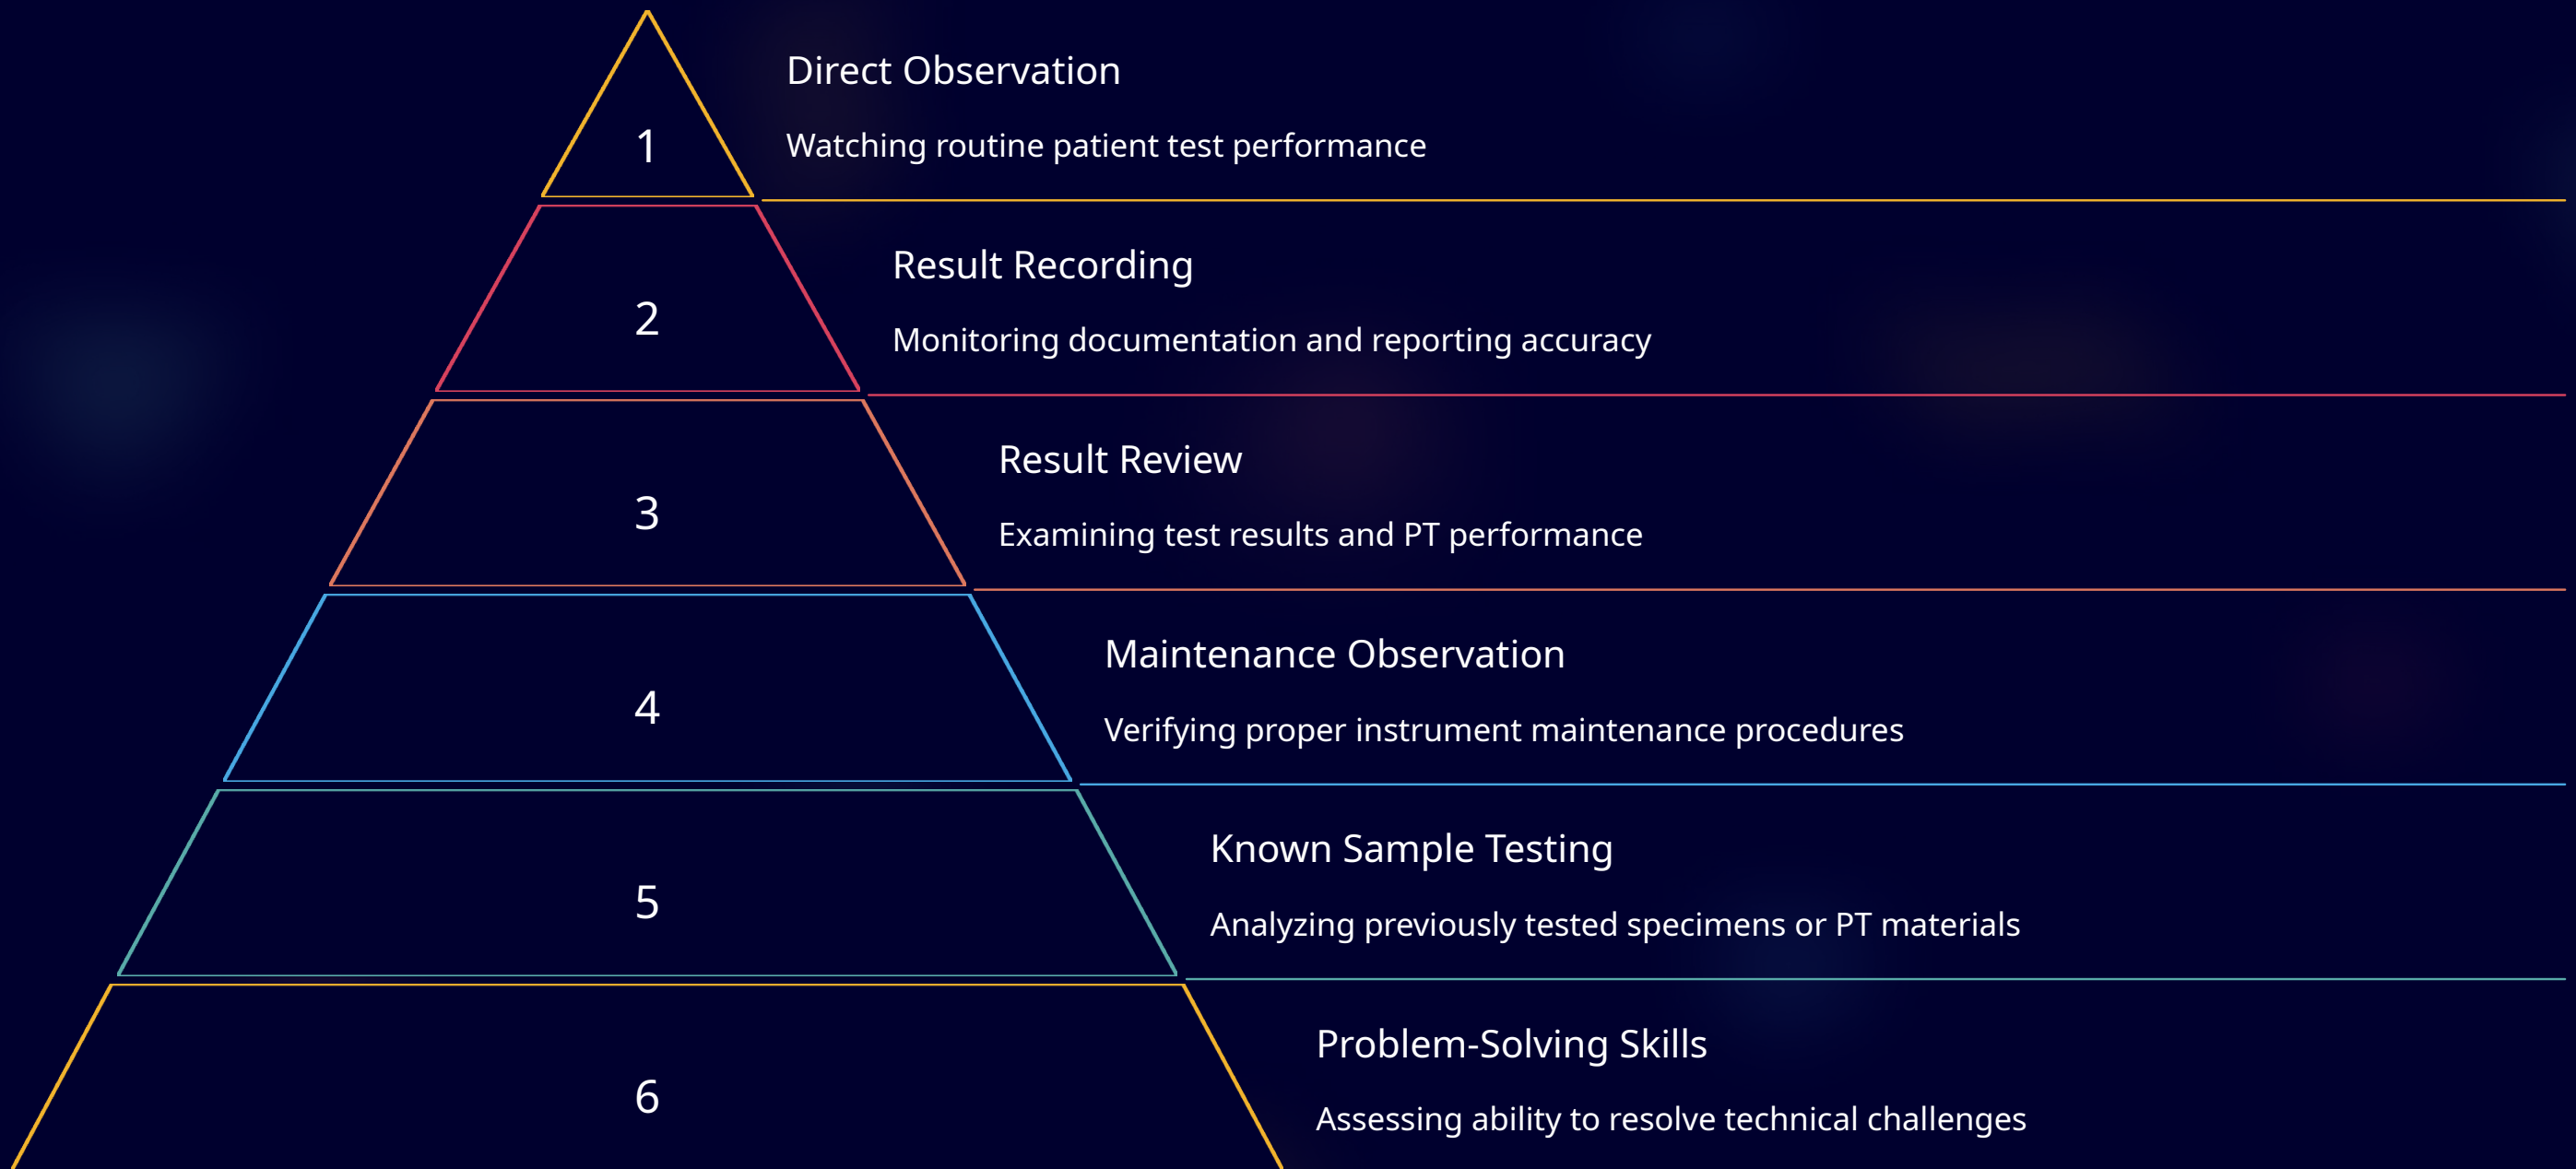 1
Direct Observation
Watching routine patient test performance
2
Result Recording
Monitoring documentation and reporting accuracy
3
Result Review
Examining test results and PT performance
4
Maintenance Observation
Verifying proper instrument maintenance procedures
5
Known Sample Testing
Analyzing previously tested specimens or PT materials
6
Problem-Solving Skills
Assessing ability to resolve technical challenges